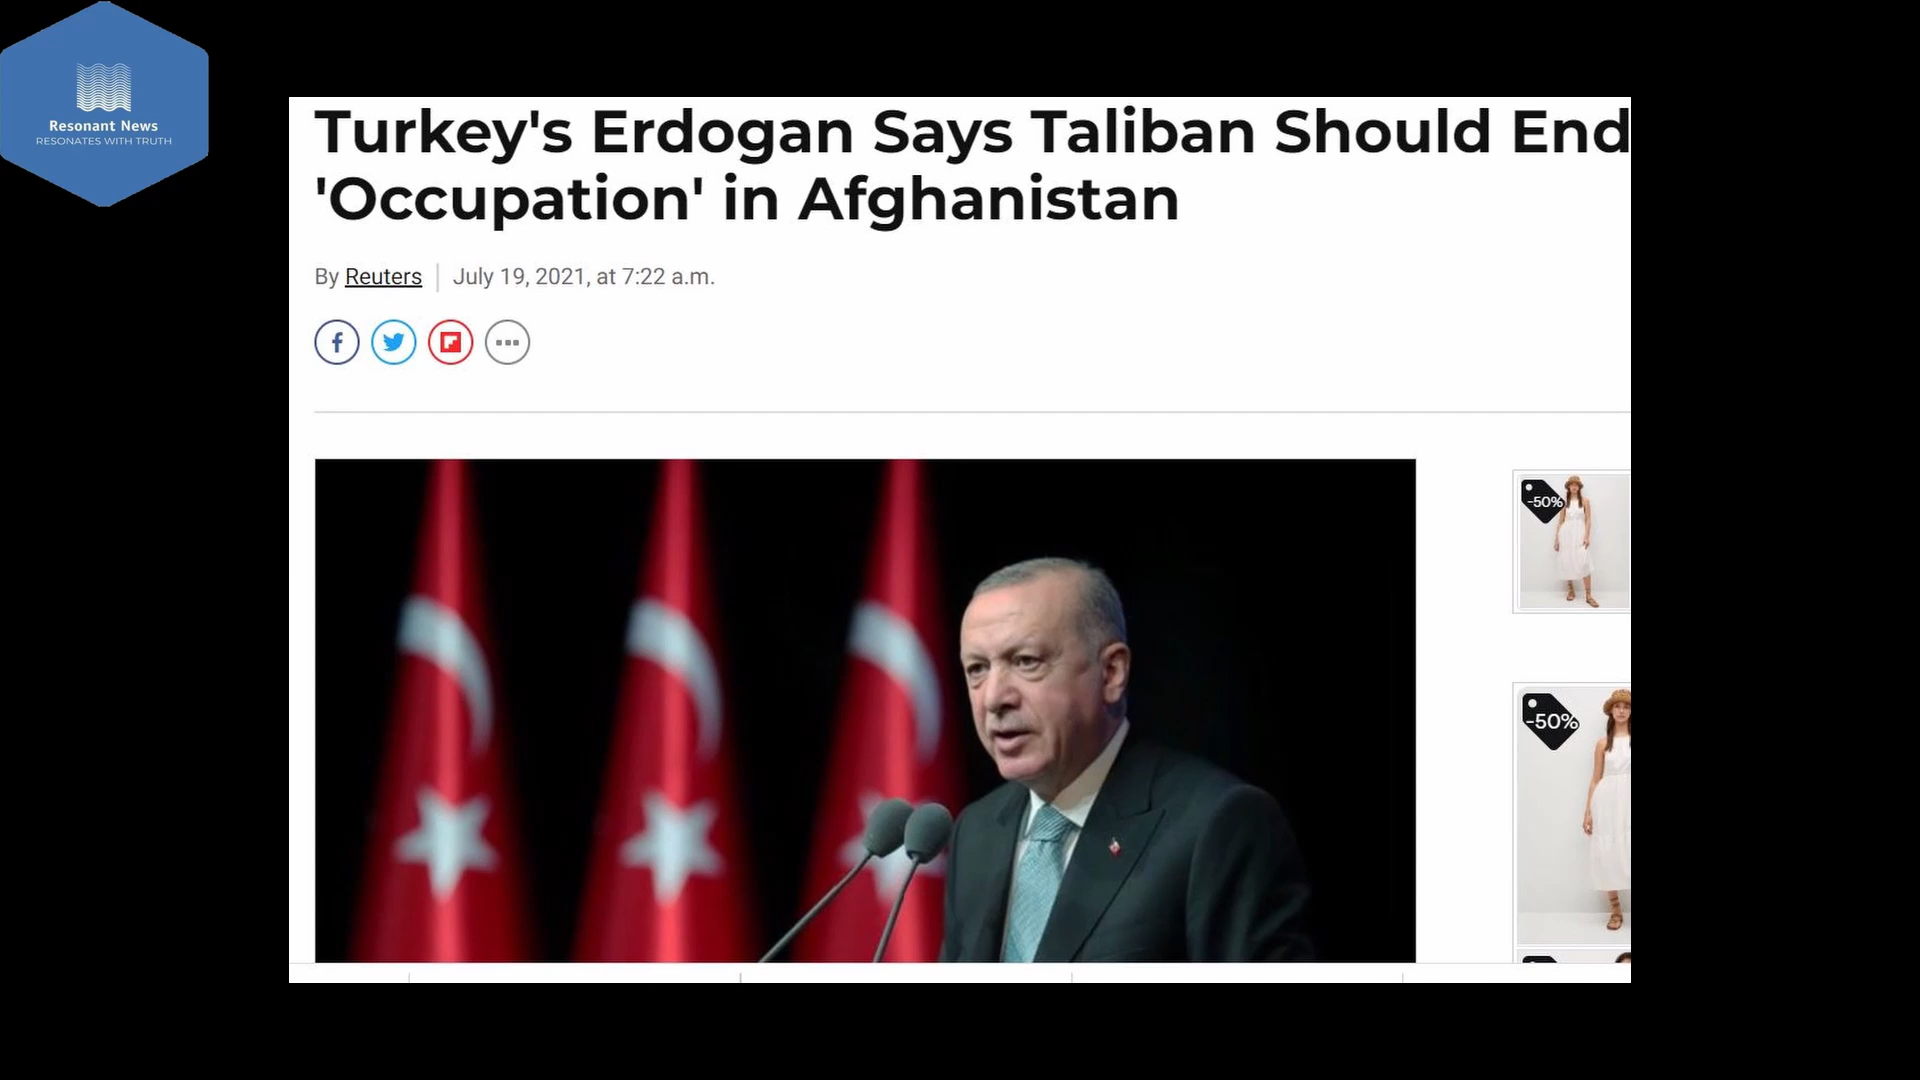 Resonant News
RESONATES WITH TRUTH
Turkey's Erdogan Says Taliban Should End
'Occupation' in Afghanistan
By Reuters
July 19, 2021, at 7:22 a.m.
-50%
-50%